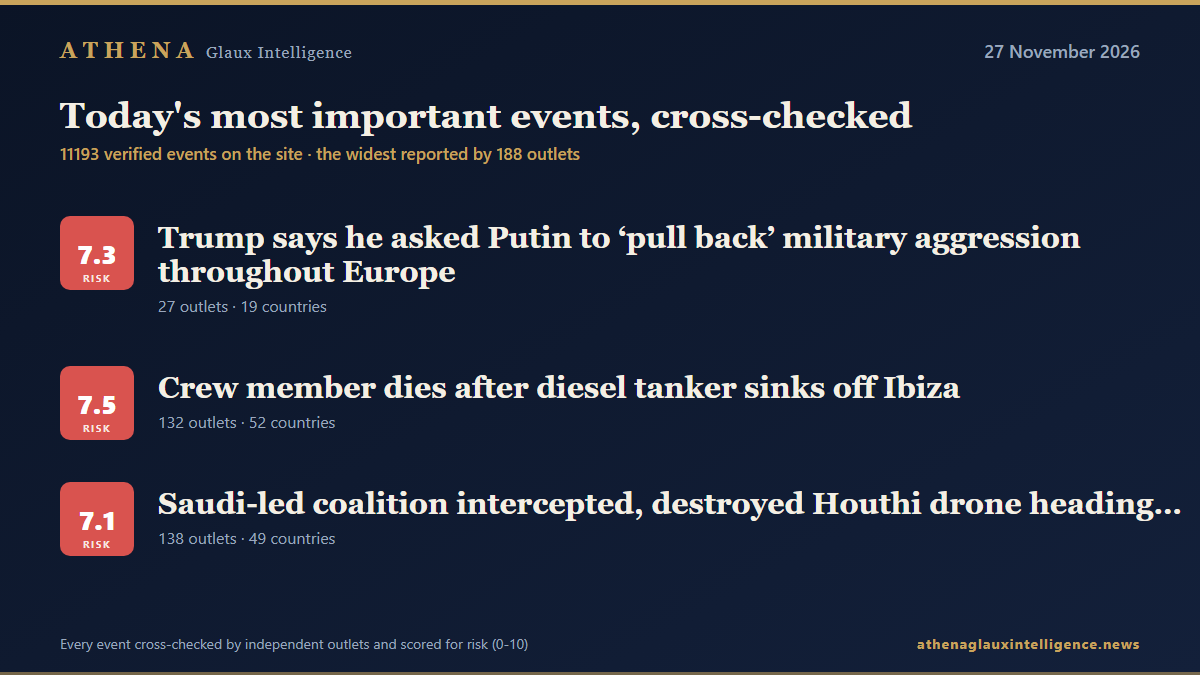 ATHENA Glaux Intelligence
27 November 2026
Today's most important events, cross-checked
11193 verified events on the site · the widest reported by 188 outlets
7.3
RISK
Trump says he asked Putin to ‘pull back’ military aggression
throughout Europe
27 outlets · 19 countries
7.5
RISK
Crew member dies after diesel tanker sinks off Ibiza
132 outlets · 52 countries
7.1
RISK
Saudi-led coalition intercepted, destroyed Houthi drone heading...
138 outlets · 49 countries
Every event cross-checked by independent outlets and scored for risk (0-10)
athenaglauxintelligence.news